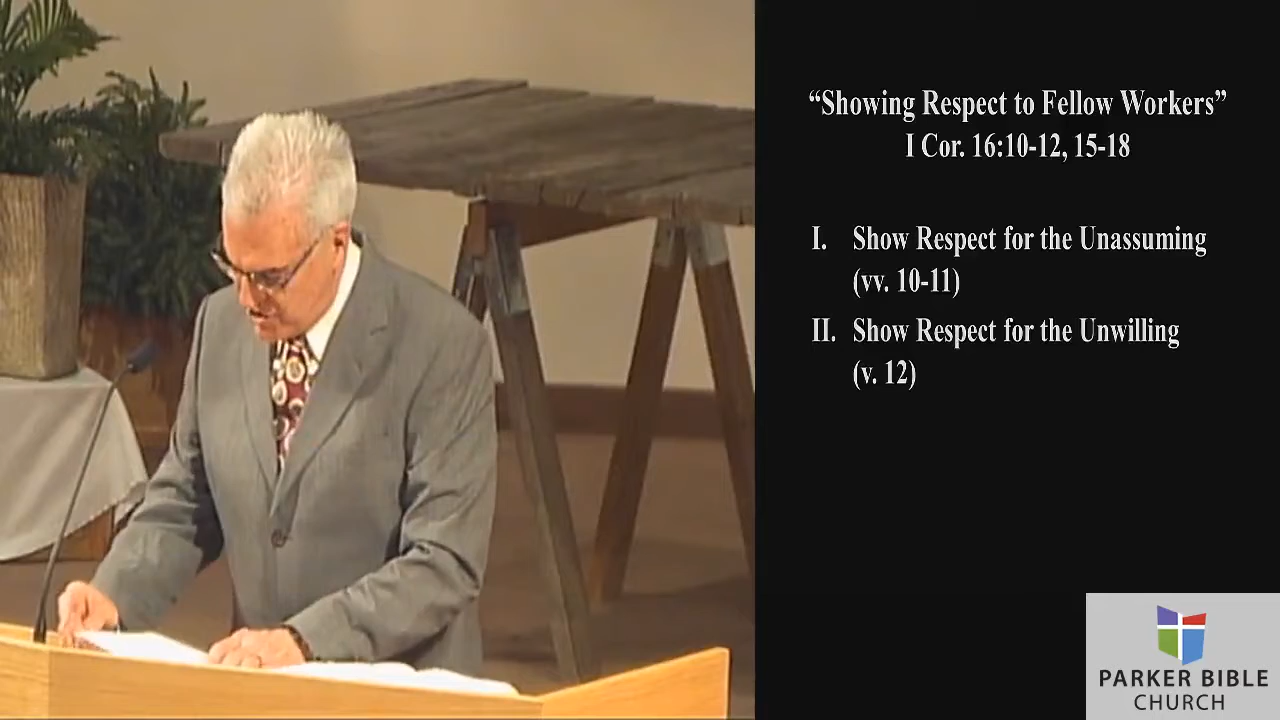 “Showing Respect to Fellow Workers”
I Cor. 16:10-12, 15-18
I. Show Respect for the Unassuming
(vv. 10-11)
II. Show Respect for the Unwilling
(v. 12)
PARKER BIBLE
CHURCH